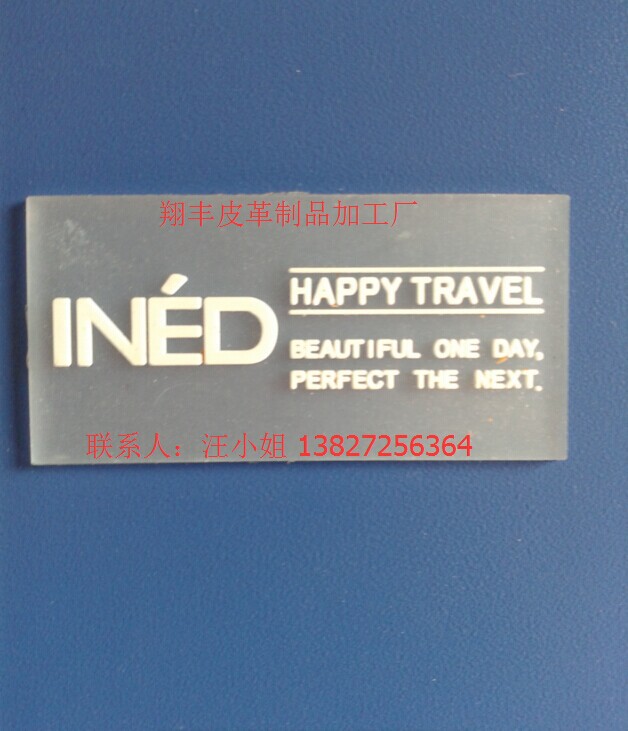 翔丰皮革制品加工厂
INÉD
HAPPY TRAVEL
BEAUTIFUL ONE DAY,
PERFECT THE NEXT.
联系人：汪小姐 13827256364